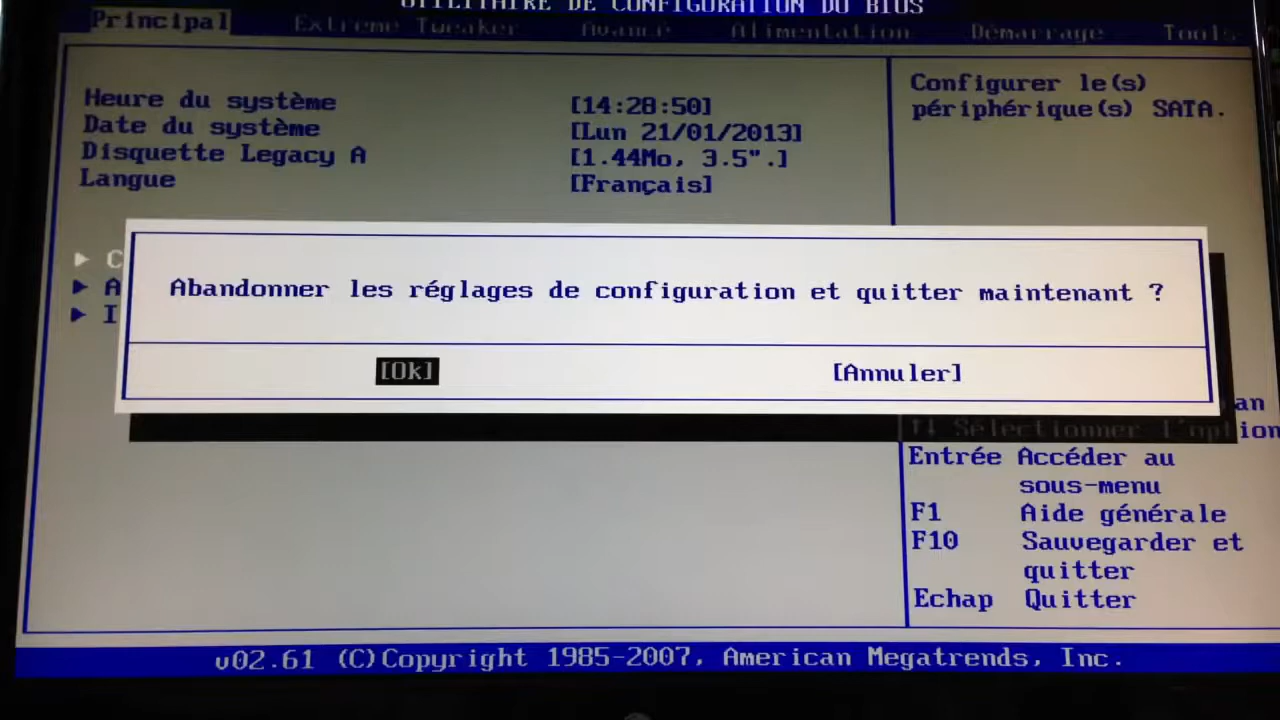 UTILITAIRE DE CONFIGURATION DU BIOS
Principal Extreme Tweaker Avancé Alimentation Démarrage Tools
Heure du système [14:28:50]
Date du système [Lun 21/01/2013]
Disquette Legacy A [1.44Mo, 3.5".]
Langue [Français]
Configurer le(s)
périphérique(s) SATA.
▶ C
▶ A
▶ I
Abandonner les réglages de configuration et quitter maintenant ?
[Ok] [Annuler]
an
↑↓ Sélectionner l'option
Entrée Accéder au
sous-menu
F1 Aide générale
F10 Sauvegarder et
quitter
Echap Quitter
v02.61 (C)Copyright 1985-2007, American Megatrends, Inc.